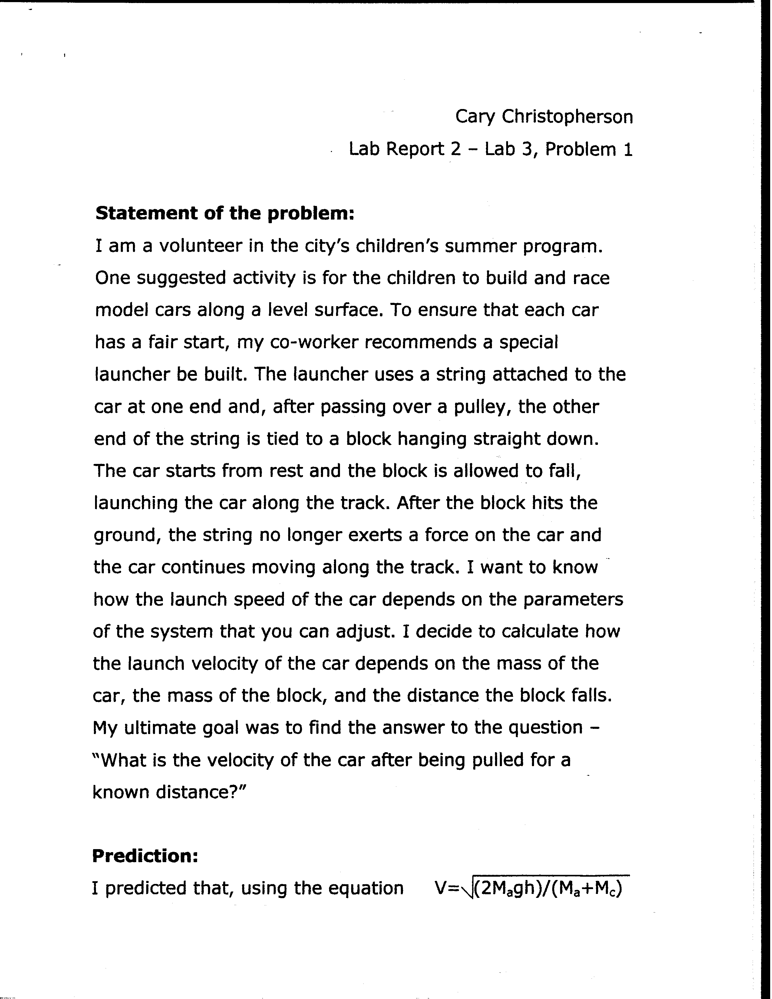 Cary Christopherson
Lab Report 2 – Lab 3, Problem 1
Statement of the problem:
I am a volunteer in the city's children's summer program.
One suggested activity is for the children to build and race
model cars along a level surface. To ensure that each car
has a fair start, my co-worker recommends a special
launcher be built. The launcher uses a string attached to the
car at one end and, after passing over a pulley, the other
end of the string is tied to a block hanging straight down.
The car starts from rest and the block is allowed to fall,
launching the car along the track. After the block hits the
ground, the string no longer exerts a force on the car and
the car continues moving along the track. I want to know
how the launch speed of the car depends on the parameters
of the system that you can adjust. I decide to calculate how
the launch velocity of the car depends on the mass of the
car, the mass of the block, and the distance the block falls.
My ultimate goal was to find the answer to the question –
“What is the velocity of the car after being pulled for a
known distance?”
Prediction:
I predicted that, using the equation V=√(2Mₐgh)/(Mₐ+M_c)